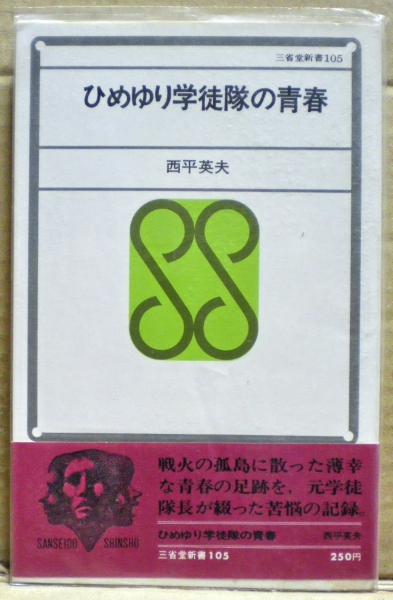 三省堂新書105
ひめゆり学徒隊の青春
西平英夫
SS
戦火の孤島に散った薄幸
な青春の足跡を、元学徒
隊長が綴った苦悩の記録。
SANSEIDO SHINSHO
ひめゆり学徒隊の青春 西平英夫
三省堂新書105 250円